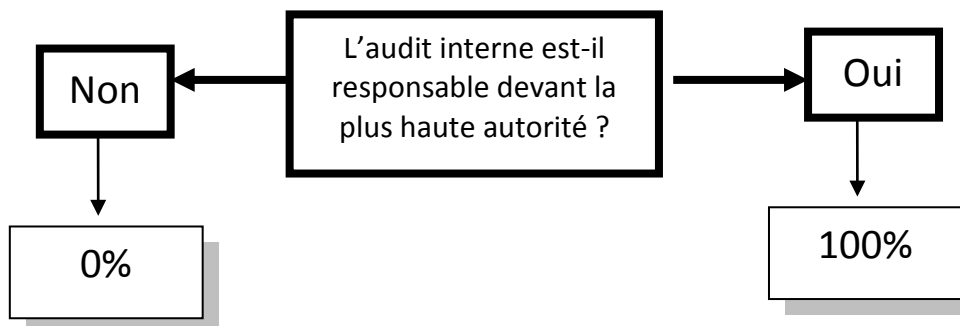 L’audit interne est-il
responsable devant la
plus haute autorité ?
Non
Oui
0%
100%